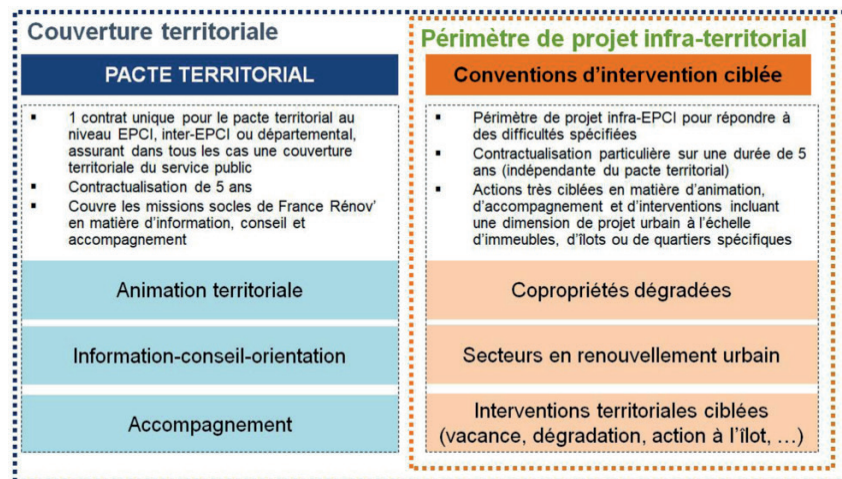 Couverture territoriale
PACTE TERRITORIAL
▪ 1 contrat unique pour le pacte territorial au
niveau EPCI, inter-EPCI ou départemental,
assurant dans tous les cas une couverture
territoriale du service public
▪ Contractualisation de 5 ans
▪ Couvre les missions socles de France Rénov'
en matière d'information, conseil et
accompagnement
Animation territoriale
Information-conseil-orientation
Accompagnement
Périmètre de projet infra-territorial
Conventions d'intervention ciblée
▪ Périmètre de projet infra-EPCI pour répondre à
des difficultés spécifiées
▪ Contractualisation particulière sur une durée de 5
ans (indépendante du pacte territorial)
▪ Actions très ciblées en matière d'animation,
d'accompagnement et d'interventions incluant
une dimension de projet urbain à l'échelle
d'immeubles, d'îlots ou de quartiers spécifiques
Copropriétés dégradées
Secteurs en renouvellement urbain
Interventions territoriales ciblées
(vacance, dégradation, action à l'îlot, ...)